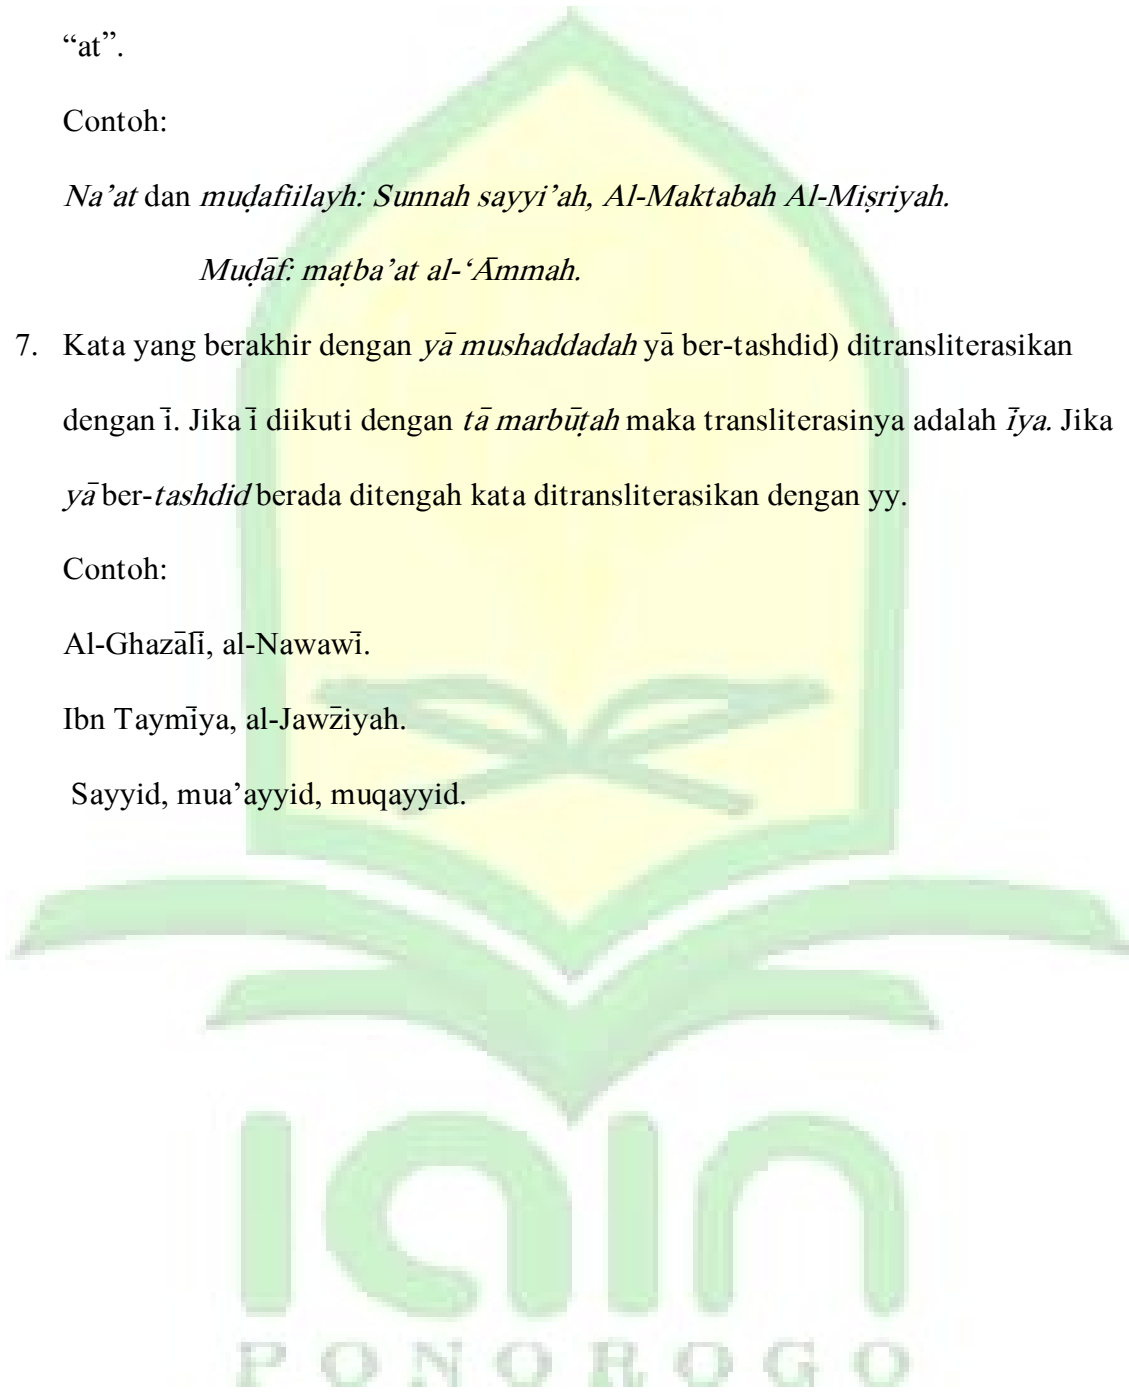 “at”.
Contoh:
Na’at dan muḍafiilayh: Sunnah sayyi’ah, Al-Maktabah Al-Miṣriyah.
Muḍāf: maṭba’at al-‘Āmmah.
7. Kata yang berakhir dengan yā mushaddadah yā ber-tashdid) ditransliterasikan
dengan ī. Jika ī diikuti dengan tā marbūṭah maka transliterasinya adalah īya. Jika
yā ber-tashdid berada ditengah kata ditransliterasikan dengan yy.
Contoh:
Al-Ghazālī, al-Nawawī.
Ibn Taymīya, al-Jawz̄iyah.
Sayyid, mua’ayyid, muqayyid.
iain
PONOROGO